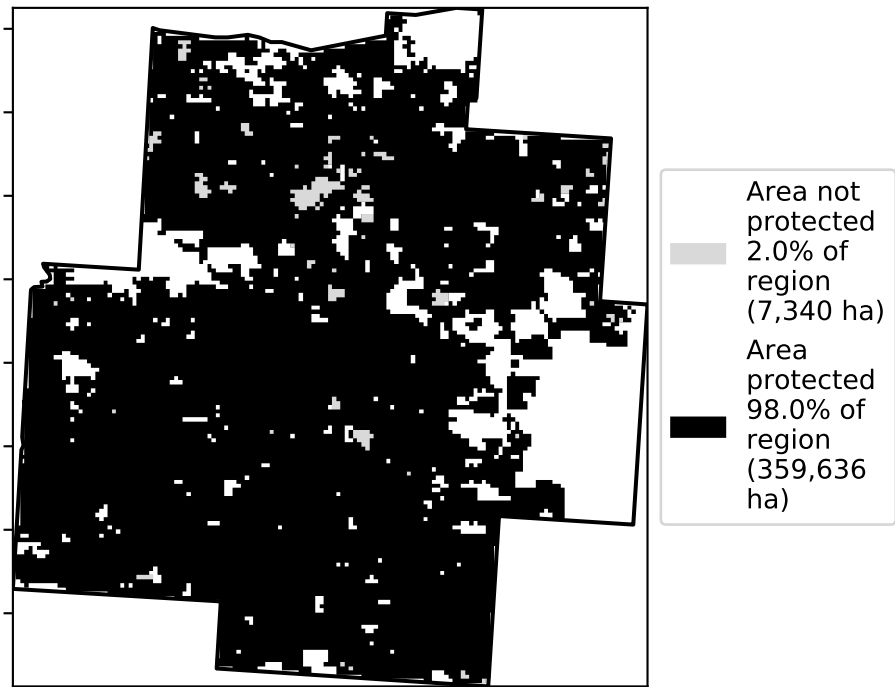 Area not
protected
2.0% of
region
(7,340 ha)
Area
protected
98.0% of
region
(359,636
ha)